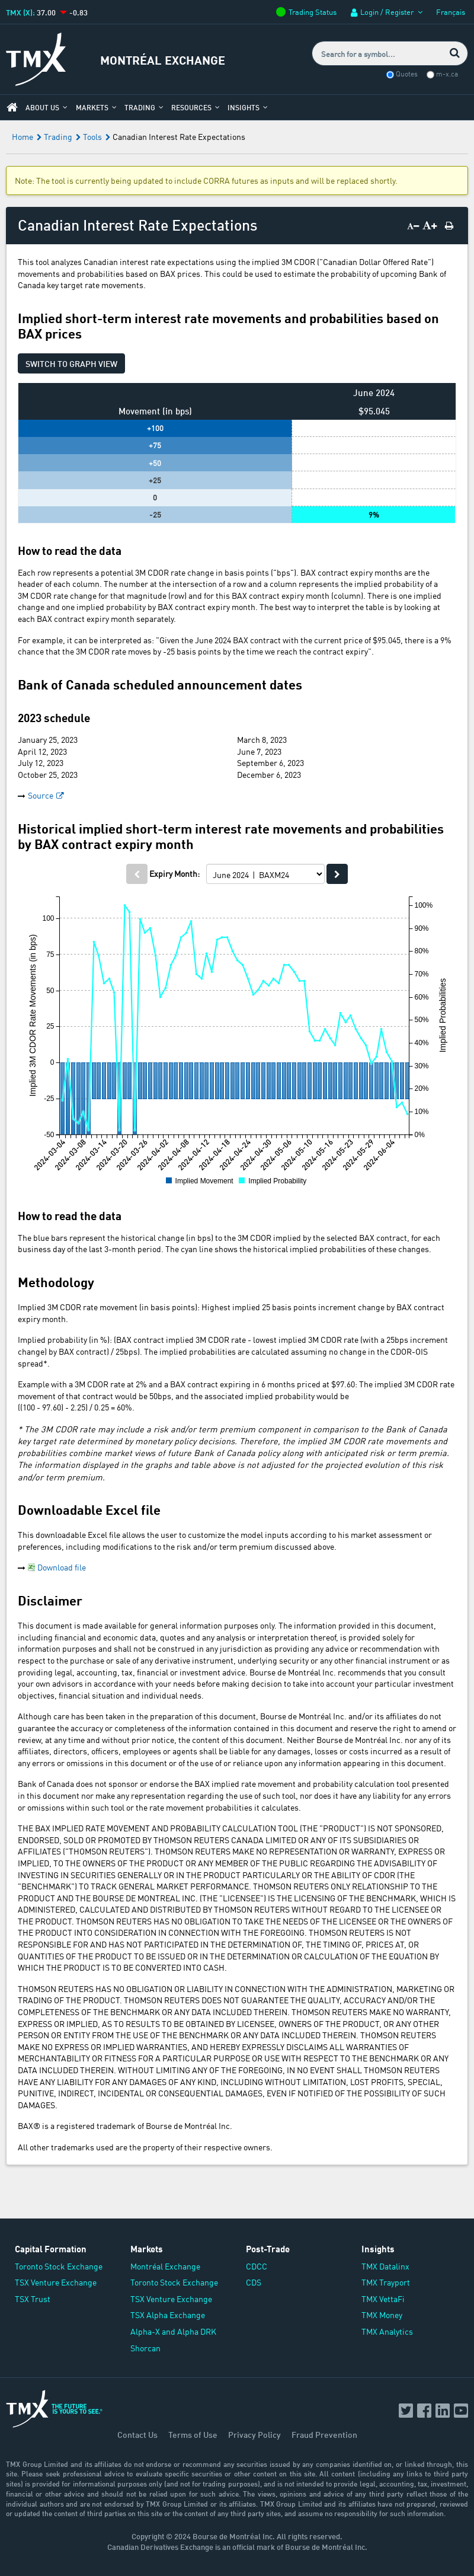 TMX (X): 37.00 -0.83
Trading Status
Login / Register
Français
TMX
MONTRÉAL EXCHANGE
Search for a symbol...
Quotes
m-x.ca
ABOUT US
MARKETS
TRADING
RESOURCES
INSIGHTS
Home > Trading > Tools > Canadian Interest Rate Expectations
Note: The tool is currently being updated to include CORRA futures as inputs and will be replaced shortly.
Canadian Interest Rate Expectations
A− A+
This tool analyzes Canadian interest rate expectations using the implied 3M CDOR ("Canadian Dollar Offered Rate")
movements and probabilities based on BAX prices. This could be used to estimate the probability of upcoming Bank of
Canada key target rate movements.
Implied short-term interest rate movements and probabilities based on
BAX prices
SWITCH TO GRAPH VIEW
June 2024
Movement (in bps) $95.045
+100
+75
+50
+25
0
-25 9%
How to read the data
Each row represents a potential 3M CDOR rate change in basis points ("bps"). BAX contract expiry months are the
header of each column. The number at the intersection of a row and a column represents the implied probability of a
3M CDOR rate change for that magnitude (row) and for this BAX contract expiry month (column). There is one implied
change and one implied probability by BAX contract expiry month. The best way to interpret the table is by looking at
each BAX contract expiry month separately.
For example, it can be interpreted as: "Given the June 2024 BAX contract with the current price of $95.045, there is a 9%
chance that the 3M CDOR rate moves by -25 basis points by the time we reach the contract expiry".
Bank of Canada scheduled announcement dates
2023 schedule
January 25, 2023
April 12, 2023
July 12, 2023
October 25, 2023
March 8, 2023
June 7, 2023
September 6, 2023
December 6, 2023
Source
Historical implied short-term interest rate movements and probabilities
by BAX contract expiry month
Expiry Month: June 2024 | BAXM24
Implied 3M CDOR Rate Movements (in bps)
100
75
50
25
0
-25
-50
100%
90%
80%
70%
60%
50%
40%
30%
20%
10%
0%
Implied Probabilities
2024-03-04
2024-03-08
2024-03-14
2024-03-20
2024-03-26
2024-04-02
2024-04-08
2024-04-12
2024-04-18
2024-04-24
2024-04-30
2024-05-06
2024-05-10
2024-05-16
2024-05-23
2024-05-29
2024-06-04
Implied Movement Implied Probability
How to read the data
The blue bars represent the historical change (in bps) to the 3M CDOR implied by the selected BAX contract, for each
business day of the last 3-month period. The cyan line shows the historical implied probabilities of these changes.
Methodology
Implied 3M CDOR rate movement (in basis points): Highest implied 25 basis points increment change by BAX contract
expiry month.
Implied probability (in %): (BAX contract implied 3M CDOR rate - lowest implied 3M CDOR rate (with a 25bps increment
change) by BAX contract) / 25bps). The implied probabilities are calculated assuming no change in the CDOR-OIS
spread*.
Example with a 3M CDOR rate at 2% and a BAX contract expiring in 6 months priced at $97.60: The implied 3M CDOR rate
movement of that contract would be 50bps, and the associated implied probability would be
((100 - 97.60) - 2.25) / 0.25 = 60%.
* The 3M CDOR rate may include a risk and/or term premium component in comparison to the Bank of Canada
key target rate determined by monetary policy decisions. Therefore, the implied 3M CDOR rate movements and
probabilities combine market views of the Bank of Canada policy along with anticipated risk or term premia.
The information displayed in the graphs and table above is not adjusted for the projected evolution of this risk
and/or term premium.
Downloadable Excel file
This downloadable Excel file allows the user to customize the model inputs according to his market assessment or
preferences, including modifications to the risk and/or term premium discussed above.
Download file
Disclaimer
This document is made available for general information purposes only. The information provided in this document,
including financial and economic data, quotes and any analysis or interpretation thereof, is provided solely for
information purposes and shall not be construed in any jurisdiction as providing any advice or recommendation with
respect to the purchase or sale of any derivative instrument, underlying security or any other financial instrument or as
providing legal, accounting, tax, financial or investment advice. Bourse de Montréal Inc. recommends that you consult
your own advisors in accordance with your needs before making decision to take into account your particular investment
objectives, financial situation and individual needs.
Although care has been taken in the preparation of this document, Bourse de Montréal Inc. and/or its affiliates do not
guarantee the accuracy or completeness of the information contained in this document and reserve the right to amend or
review, at any time and without prior notice, the content of this document. Neither Bourse de Montréal Inc. nor any of its
affiliates, directors, officers, employees or agents shall be liable for any damages, losses or costs incurred as a result of
any errors or omissions in this document or of the use of or reliance upon any information appearing in this document.
Bank of Canada does not sponsor or endorse the BAX implied rate movement and probability calculation tool presented
in this document nor makes any representation regarding the use of such tool, nor does it have any liability for any errors
or omissions within such tool or the rate movement probabilities it calculates.
THE BAX IMPLIED RATE MOVEMENT AND PROBABILITY CALCULATION TOOL (THE "PRODUCT") IS NOT SPONSORED,
ENDORSED, SOLD OR PROMOTED BY THOMSON REUTERS CANADA LIMITED OR ANY OF ITS SUBSIDIARIES OR
AFFILIATES ("THOMSON REUTERS"). THOMSON REUTERS MAKE NO REPRESENTATION OR WARRANTY, EXPRESS OR
IMPLIED, TO THE OWNERS OF THE PRODUCT OR ANY MEMBER OF THE PUBLIC REGARDING THE ADVISABILITY OF
INVESTING IN SECURITIES GENERALLY OR IN THE PRODUCT PARTICULARLY OR THE ABILITY OF CDOR (THE
"BENCHMARK") TO TRACK GENERAL MARKET PERFORMANCE. THOMSON REUTERS ONLY RELATIONSHIP TO THE
PRODUCT AND THE BOURSE DE MONTREAL INC. (THE "LICENSEE") IS THE LICENSING OF THE BENCHMARK, WHICH IS
ADMINISTERED, CALCULATED AND DISTRIBUTED BY THOMSON REUTERS WITHOUT REGARD TO THE LICENSEE OR
THE PRODUCT. THOMSON REUTERS HAS NO OBLIGATION TO TAKE THE NEEDS OF THE LICENSEE OR THE OWNERS OF
THE PRODUCT INTO CONSIDERATION IN CONNECTION WITH THE FOREGOING. THOMSON REUTERS IS NOT
RESPONSIBLE FOR AND HAS NOT PARTICIPATED IN THE DETERMINATION OF, THE TIMING OF, PRICES AT, OR
QUANTITIES OF THE PRODUCT TO BE ISSUED OR IN THE DETERMINATION OR CALCULATION OF THE EQUATION BY
WHICH THE PRODUCT IS TO BE CONVERTED INTO CASH.
THOMSON REUTERS HAS NO OBLIGATION OR LIABILITY IN CONNECTION WITH THE ADMINISTRATION, MARKETING OR
TRADING OF THE PRODUCT. THOMSON REUTERS DOES NOT GUARANTEE THE QUALITY, ACCURACY AND/OR THE
COMPLETENESS OF THE BENCHMARK OR ANY DATA INCLUDED THEREIN. THOMSON REUTERS MAKE NO WARRANTY,
EXPRESS OR IMPLIED, AS TO RESULTS TO BE OBTAINED BY LICENSEE, OWNERS OF THE PRODUCT, OR ANY OTHER
PERSON OR ENTITY FROM THE USE OF THE BENCHMARK OR ANY DATA INCLUDED THEREIN. THOMSON REUTERS
MAKE NO EXPRESS OR IMPLIED WARRANTIES, AND HEREBY EXPRESSLY DISCLAIMS ALL WARRANTIES OF
MERCHANTABILITY OR FITNESS FOR A PARTICULAR PURPOSE OR USE WITH RESPECT TO THE BENCHMARK OR ANY
DATA INCLUDED THEREIN. WITHOUT LIMITING ANY OF THE FOREGOING, IN NO EVENT SHALL THOMSON REUTERS
HAVE ANY LIABILITY FOR ANY DAMAGES OF ANY KIND, INCLUDING WITHOUT LIMITATION, LOST PROFITS, SPECIAL,
PUNITIVE, INDIRECT, INCIDENTAL OR CONSEQUENTIAL DAMAGES, EVEN IF NOTIFIED OF THE POSSIBILITY OF SUCH
DAMAGES.
BAX® is a registered trademark of Bourse de Montréal Inc.
All other trademarks used are the property of their respective owners.
Capital Formation
Toronto Stock Exchange
TSX Venture Exchange
TSX Trust
Markets
Montréal Exchange
Toronto Stock Exchange
TSX Venture Exchange
TSX Alpha Exchange
Alpha-X and Alpha DRK
Shorcan
Post-Trade
CDCC
CDS
Insights
TMX Datalinx
TMX Trayport
TMX VettaFi
TMX Money
TMX Analytics
TMX THE FUTURE
IS YOURS TO SEE.®
Contact Us Terms of Use Privacy Policy Fraud Prevention
TMX Group Limited and its affiliates do not endorse or recommend any securities issued by any companies identified on, or linked through, this
site. Please seek professional advice to evaluate specific securities or other content on this site. All content (including any links to third party
sites) is provided for informational purposes only (and not for trading purposes), and is not intended to provide legal, accounting, tax, investment,
financial or other advice and should not be relied upon for such advice. The views, opinions and advice of any third party reflect those of the
individual authors and are not endorsed by TMX Group Limited or its affiliates. TMX Group Limited and its affiliates have not prepared, reviewed
or updated the content of third parties on this site or the content of any third party sites, and assume no responsibility for such information.
Copyright © 2024 Bourse de Montréal Inc. All rights reserved.
Canadian Derivatives Exchange is an official mark of Bourse de Montréal Inc.